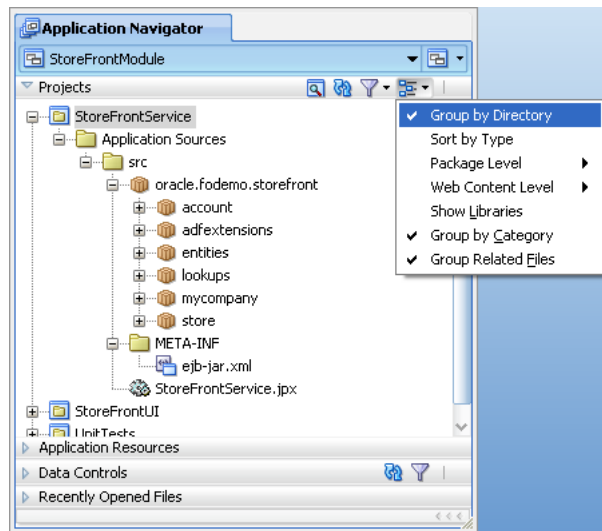 Application Navigator
StoreFrontModule
Projects
StoreFrontService
Application Sources
src
oracle.fodemo.storefront
account
adfextensions
entities
lookups
mycompany
store
META-INF
ejb-jar.xml
StoreFrontService.jpx
StoreFrontUI
UnitTests
Application Resources
Data Controls
Recently Opened Files
Group by Directory
Sort by Type
Package Level
Web Content Level
Show Libraries
Group by Category
Group Related Files